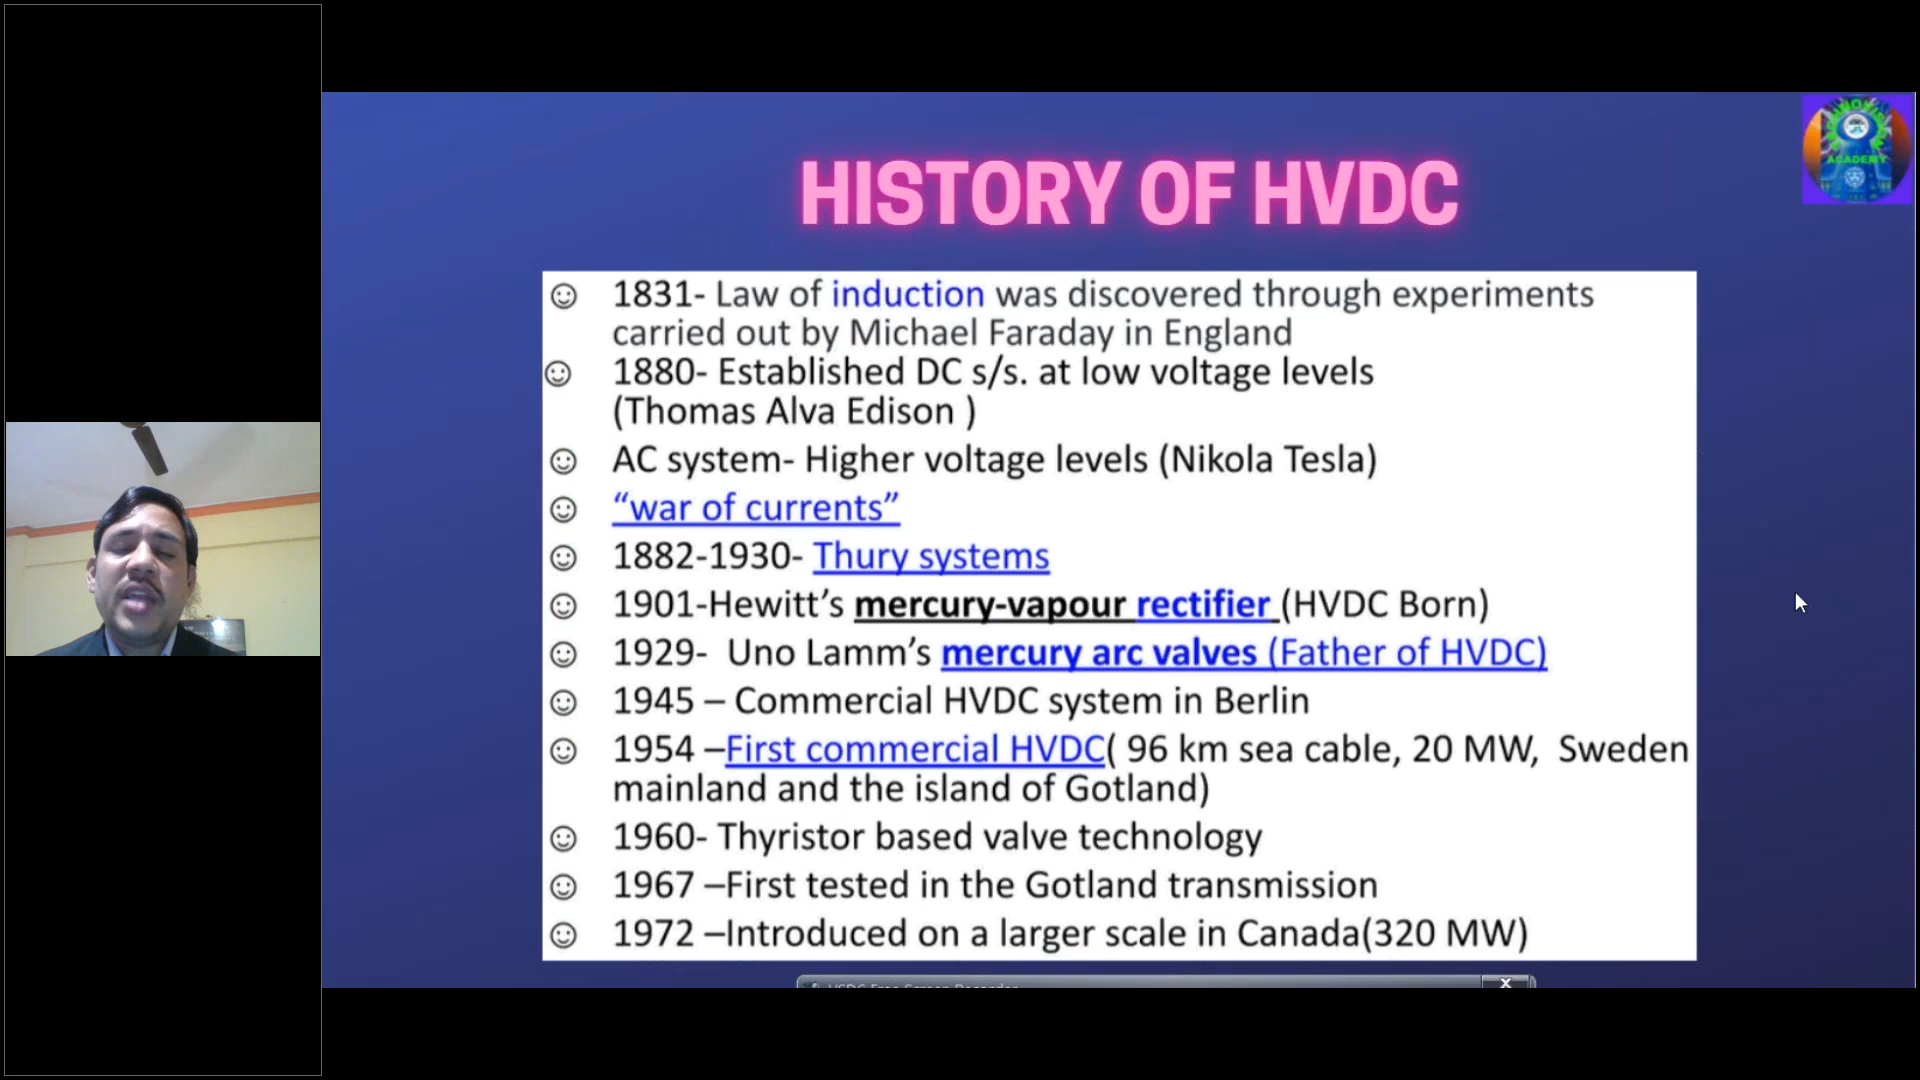 HISTORY OF HVDC
ACADEMY
☺ 1831- Law of induction was discovered through experiments
carried out by Michael Faraday in England
☺ 1880- Established DC s/s. at low voltage levels
(Thomas Alva Edison )
☺ AC system- Higher voltage levels (Nikola Tesla)
☺ “war of currents”
☺ 1882-1930- Thury systems
☺ 1901-Hewitt’s mercury-vapour rectifier (HVDC Born)
☺ 1929- Uno Lamm’s mercury arc valves (Father of HVDC)
☺ 1945 – Commercial HVDC system in Berlin
☺ 1954 –First commercial HVDC( 96 km sea cable, 20 MW, Sweden
mainland and the island of Gotland)
☺ 1960- Thyristor based valve technology
☺ 1967 –First tested in the Gotland transmission
☺ 1972 –Introduced on a larger scale in Canada(320 MW)
VSDC Free Screen Recorder
x